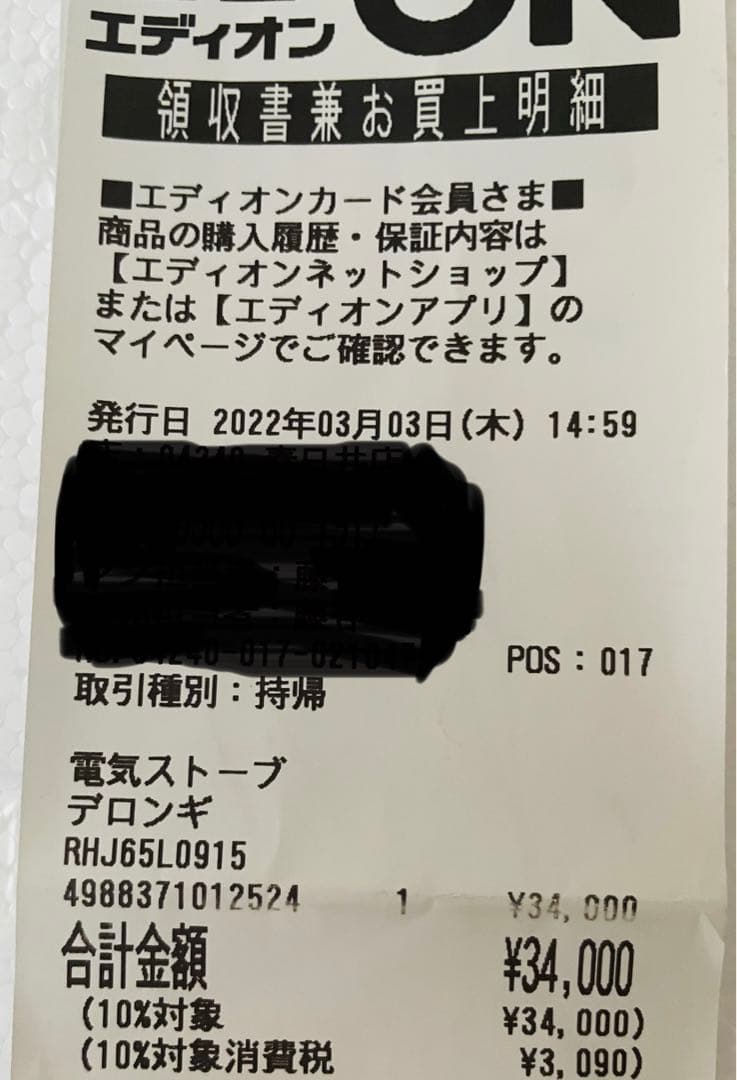 ON
エディオン
領収書兼お買上明細
■エディオンカード会員さま■
商品の購入履歴・保証内容は
【エディオンネットショップ】
または【エディオンアプリ】の
マイページでご確認できます。
発行日 2022年03月03日(木) 14:59
POS:017
取引種別:持帰
電気ストーブ
デロンギ
RHJ65L0915
4988371012524 1 ¥34,000
合計金額 ¥34,000
(10%対象 ¥34,000)
(10%対象消費税 ¥3,090)